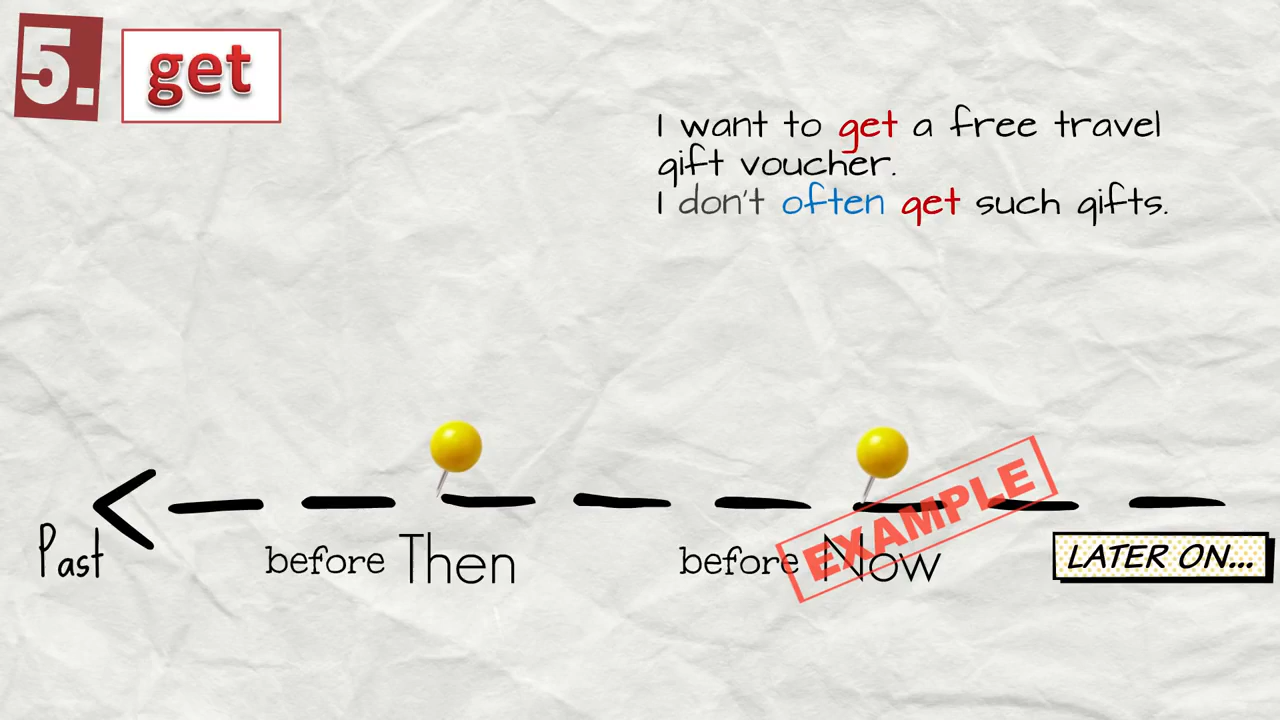 5.
get
I want to get a free travel
gift voucher.
I don't often get such gifts.
EXAMPLE
Past
before Then
before Now
LATER ON...